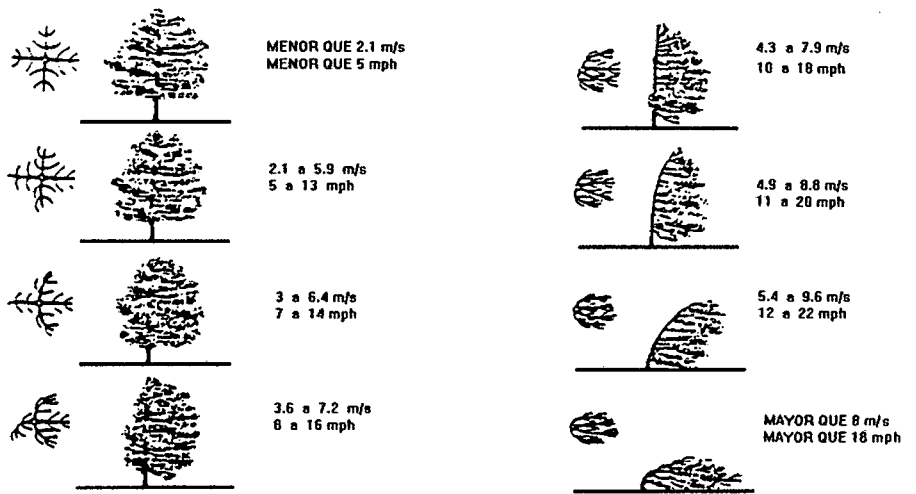 MENOR QUE 2.1 m/s
MENOR QUE 5 mph
2.1 a 5.9 m/s
5 a 13 mph
3 a 6.4 m/s
7 a 14 mph
3.6 a 7.2 m/s
8 a 16 mph
4.3 a 7.9 m/s
10 a 18 mph
4.9 a 8.8 m/s
11 a 20 mph
5.4 a 9.6 m/s
12 a 22 mph
MAYOR QUE 8 m/s
MAYOR QUE 18 mph